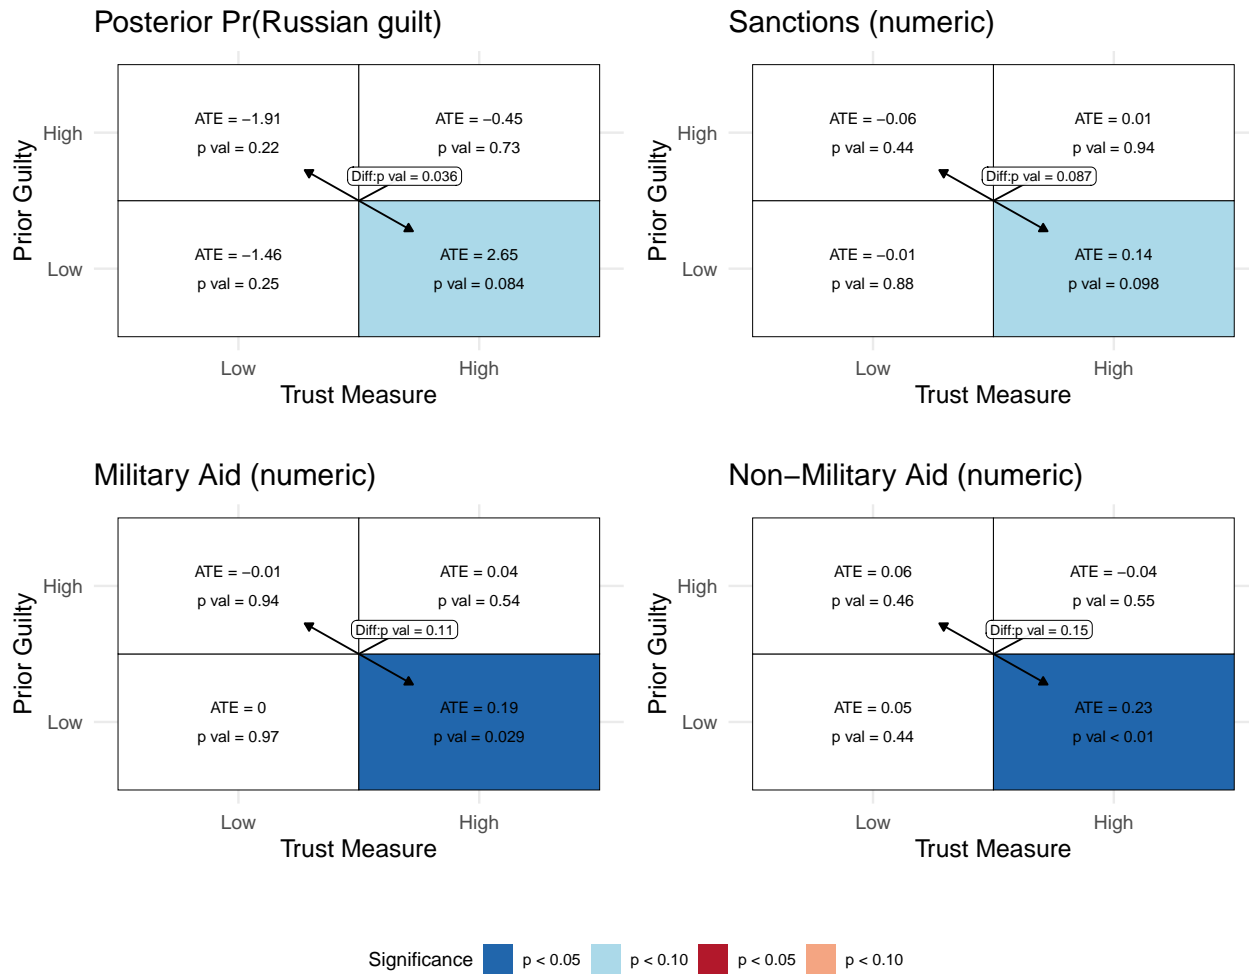 Posterior Pr(Russian guilt)
Prior Guilty
High
Low
ATE = −1.91
p val = 0.22
ATE = −0.45
p val = 0.73
Diff:p val = 0.036
ATE = −1.46
p val = 0.25
ATE = 2.65
p val = 0.084
Low
High
Trust Measure
Sanctions (numeric)
Prior Guilty
High
Low
ATE = −0.06
p val = 0.44
ATE = 0.01
p val = 0.94
Diff:p val = 0.087
ATE = −0.01
p val = 0.88
ATE = 0.14
p val = 0.098
Low
High
Trust Measure
Military Aid (numeric)
Prior Guilty
High
Low
ATE = −0.01
p val = 0.94
ATE = 0.04
p val = 0.54
Diff:p val = 0.11
ATE = 0
p val = 0.97
ATE = 0.19
p val = 0.029
Low
High
Trust Measure
Non−Military Aid (numeric)
Prior Guilty
High
Low
ATE = 0.06
p val = 0.46
ATE = −0.04
p val = 0.55
Diff:p val = 0.15
ATE = 0.05
p val = 0.44
ATE = 0.23
p val < 0.01
Low
High
Trust Measure
Significance p < 0.05 p < 0.10 p < 0.05 p < 0.10